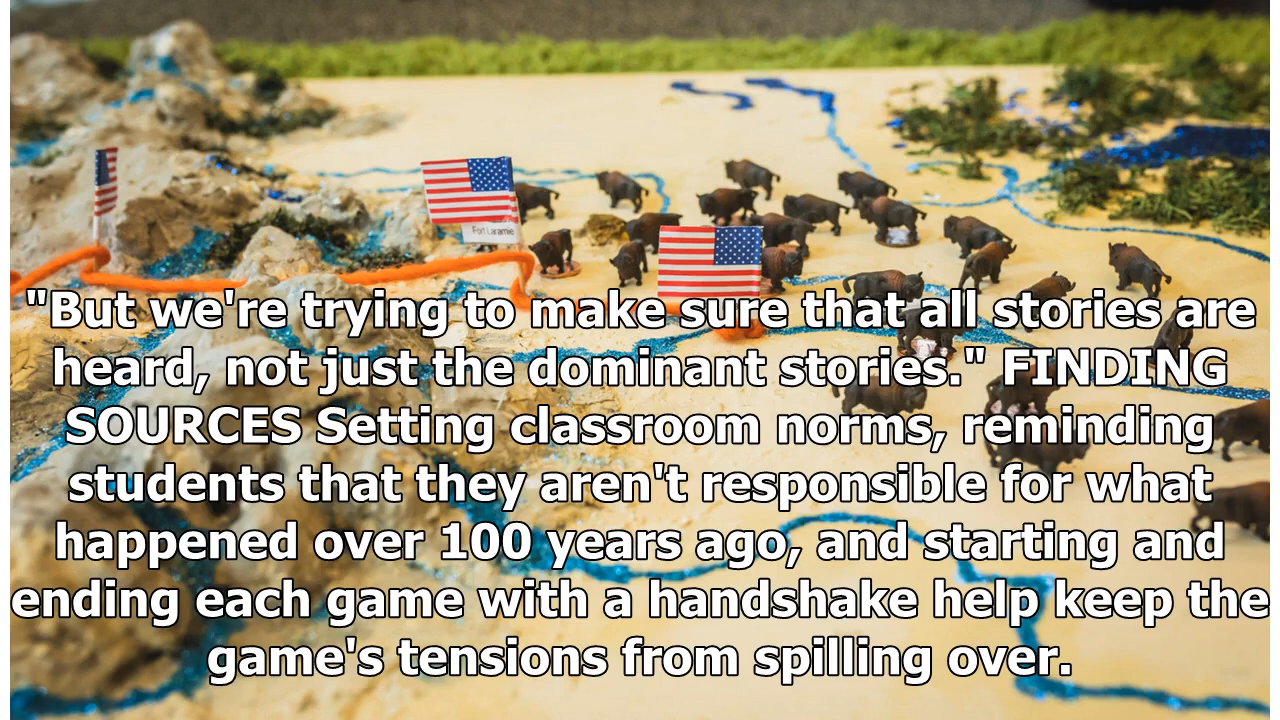 Fort Laramie
"But we're trying to make sure that all stories are
heard, not just the dominant stories." FINDING
SOURCES Setting classroom norms, reminding
students that they aren't responsible for what
happened over 100 years ago, and starting and
ending each game with a handshake help keep the
game's tensions from spilling over.